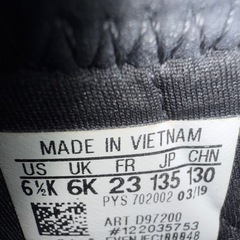 MADE IN VIETNAM
US UK FR JP CHN
6½K 6K 23 135 130
PYS 702002 03/19
ART D97200
#122035753